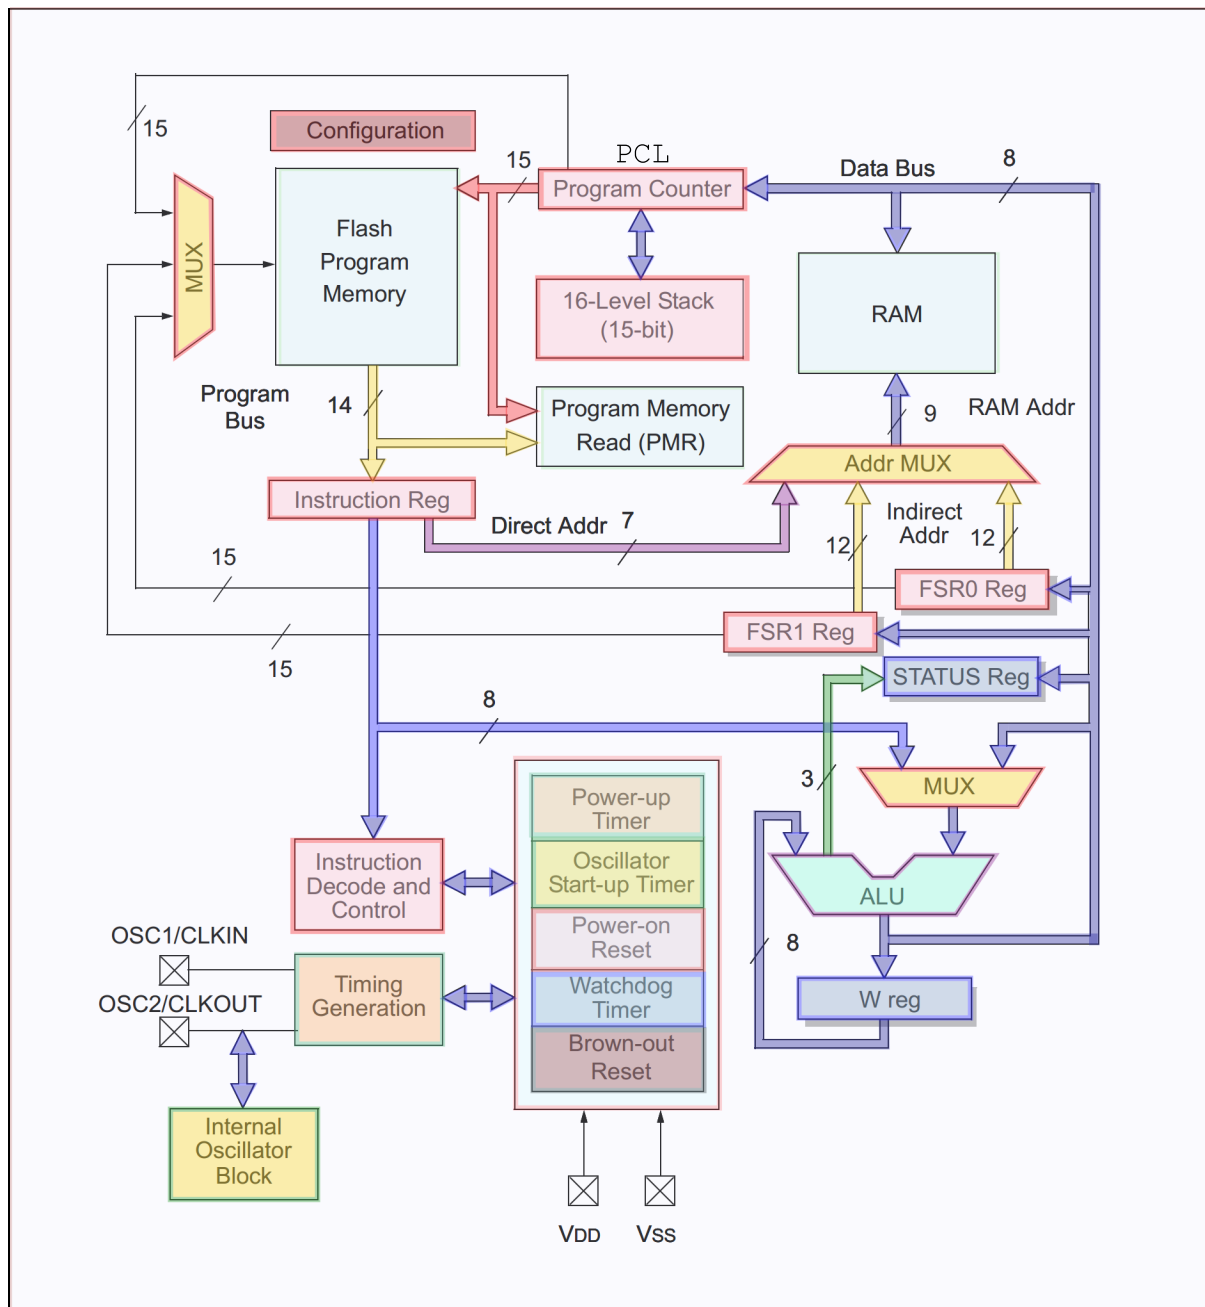 15
Configuration
PCL
15
Program Counter
Data Bus
8
MUX
Flash
Program
Memory
16-Level Stack
(15-bit)
RAM
Program
Bus
14
Program Memory
Read (PMR)
9
RAM Addr
Addr MUX
Instruction Reg
Direct Addr
7
Indirect
Addr
12
12
15
FSR0 Reg
FSR1 Reg
15
STATUS Reg
8
3
MUX
Power-up
Timer
Oscillator
Start-up Timer
Power-on
Reset
Watchdog
Timer
Brown-out
Reset
Instruction
Decode and
Control
ALU
8
W reg
OSC1/CLKIN
OSC2/CLKOUT
Timing
Generation
Internal
Oscillator
Block
VDD
VSS